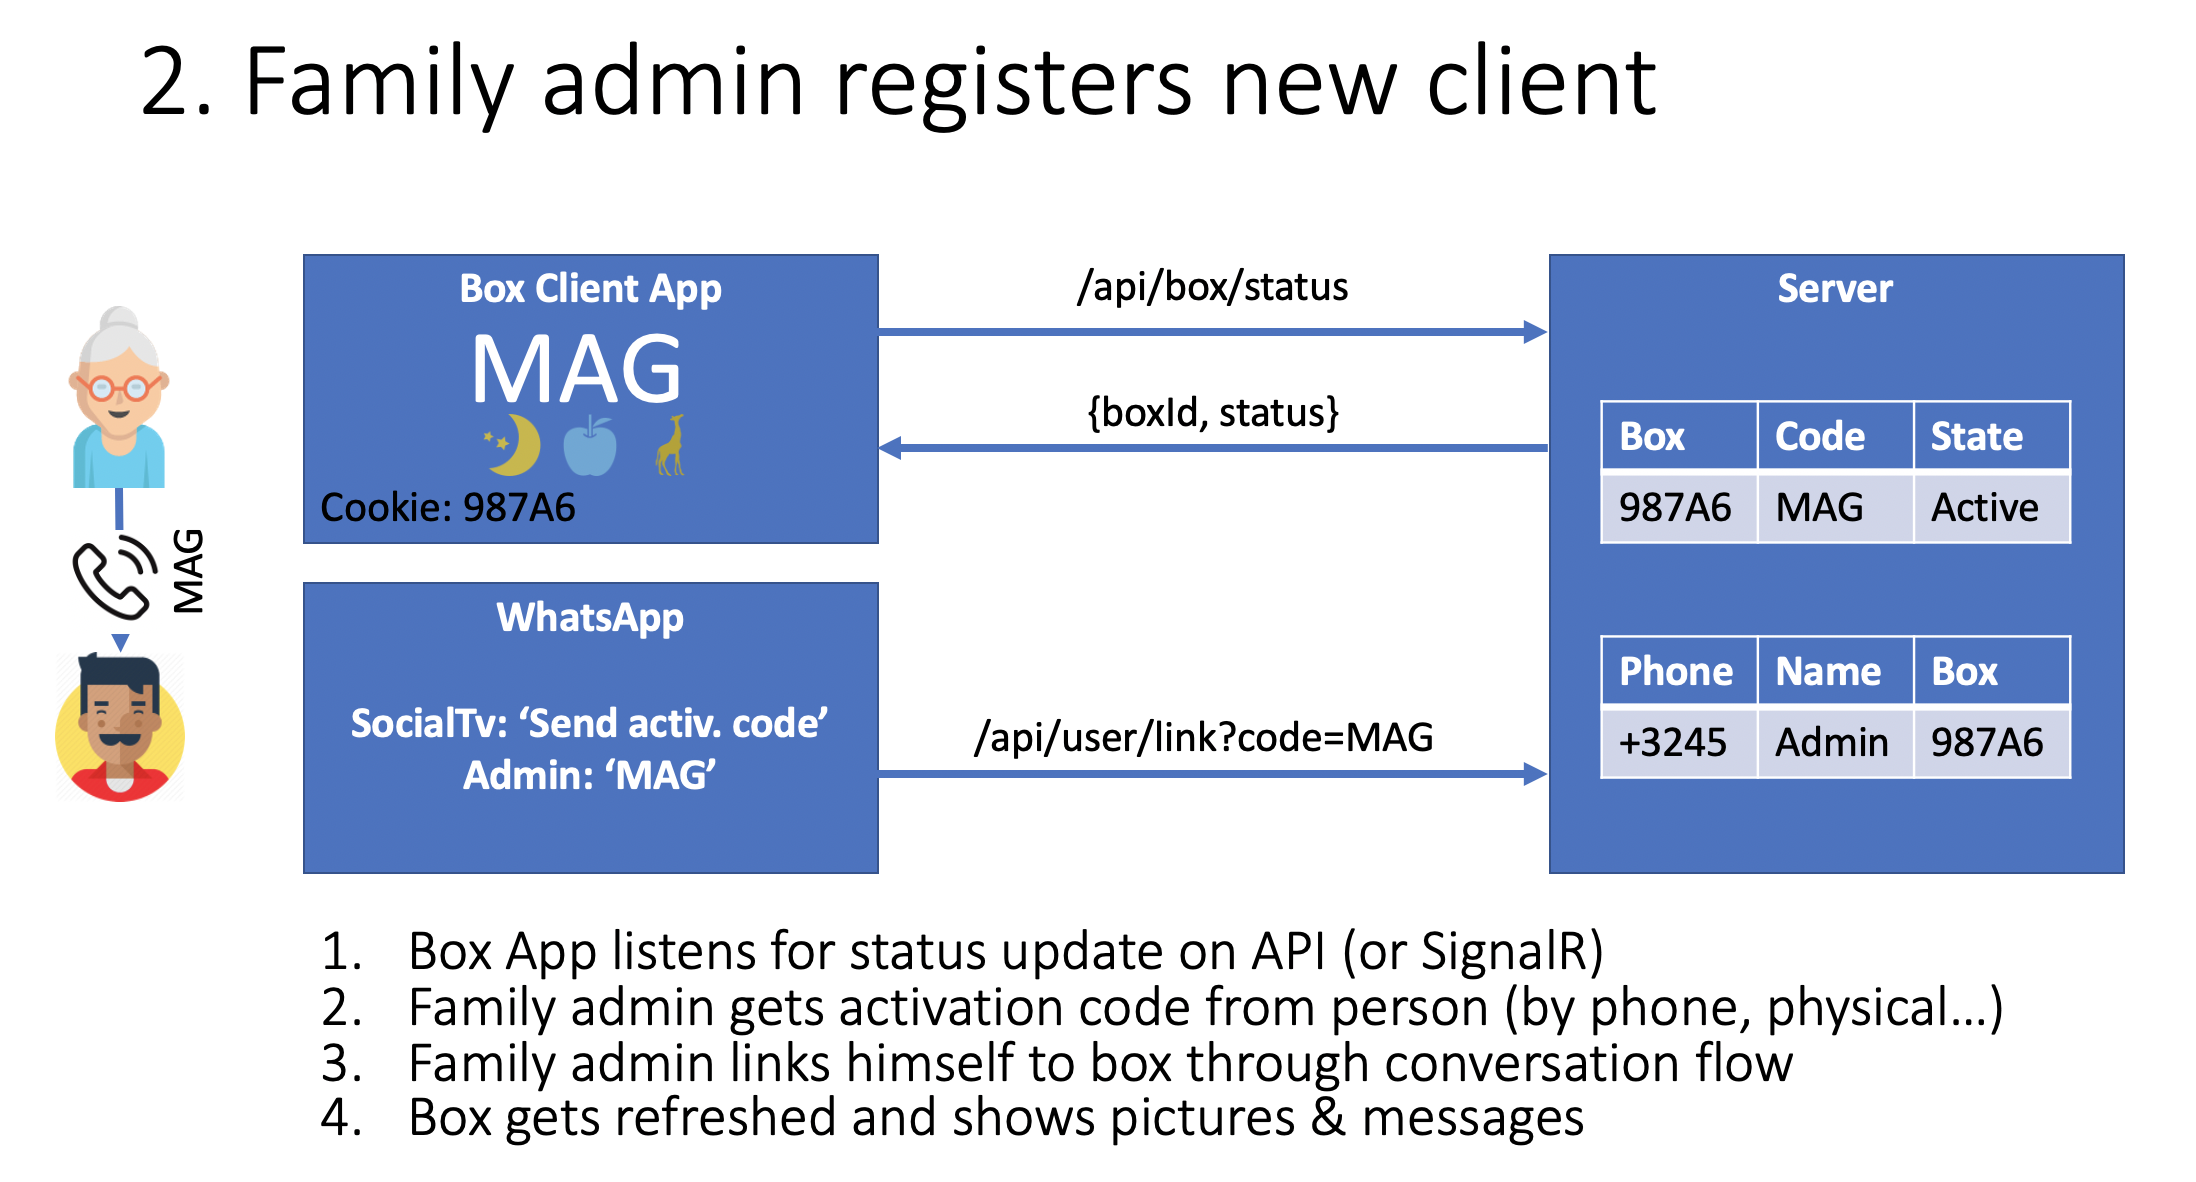 2. Family admin registers new client
Box Client App
MAG
Cookie: 987A6
/api/box/status
{boxId, status}
Server
Box Code State
987A6 MAG Active
MAG
WhatsApp
SocialTv: ‘Send activ. code’
Admin: ‘MAG’
/api/user/link?code=MAG
Phone Name Box
+3245 Admin 987A6
1. Box App listens for status update on API (or SignalR)
2. Family admin gets activation code from person (by phone, physical...)
3. Family admin links himself to box through conversation flow
4. Box gets refreshed and shows pictures & messages